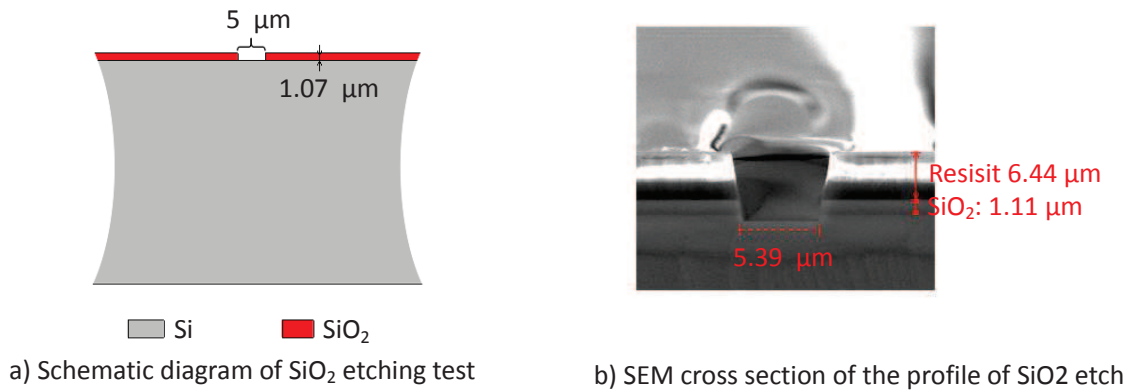 5 μm
1.07 μm
Resisit 6.44 μm
SiO₂: 1.11 μm
5.39 μm
Si
SiO₂
a) Schematic diagram of SiO₂ etching test
b) SEM cross section of the profile of SiO2 etch